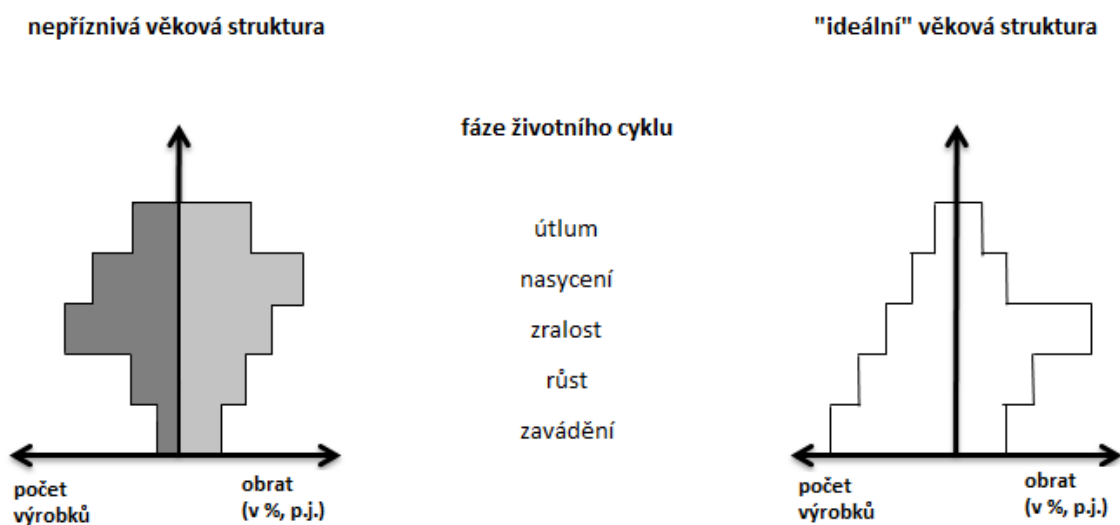 nepříznivá věková struktura
"ideální" věková struktura
fáze životního cyklu
útlum
nasycení
zralost
růst
zavádění
počet
výrobků
obrat
(v %, p.j.)
počet
výrobků
obrat
(v %, p.j.)